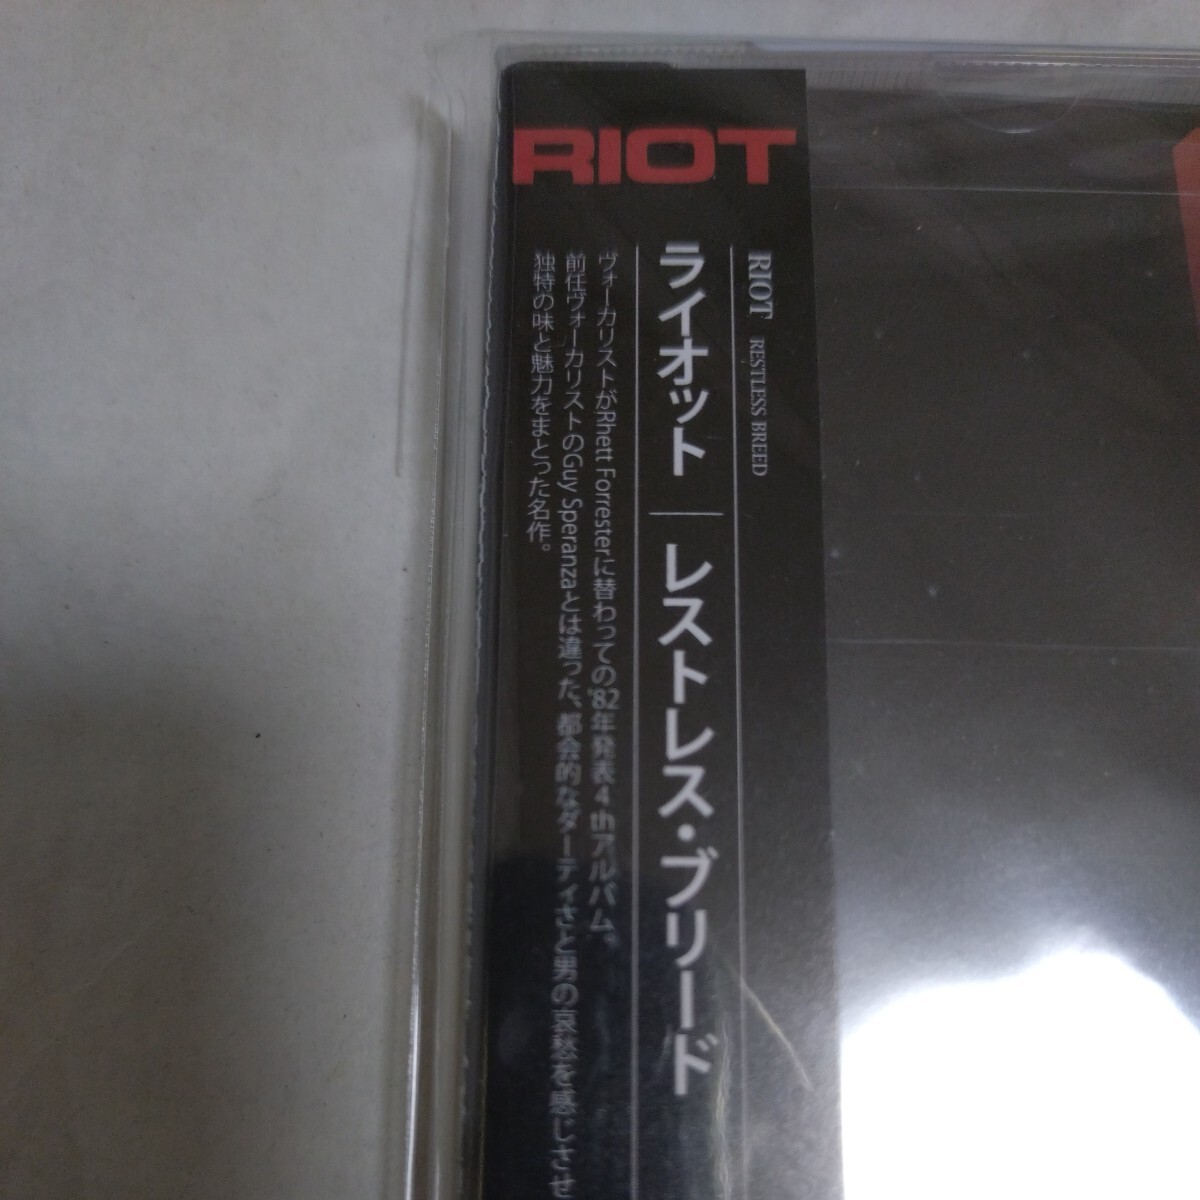 RIOT
RIOT RESTLESS BREED
ライオット｜レストレス・ブリード
ヴォーカリストがRhett Forresterに替わっての'82年発表4thアルバム。
前任ヴォーカリストのGuy Speranzaとは違った、都会的なダーティさと男の哀愁を感じさせ
独特の味と魅力をまとった名作。